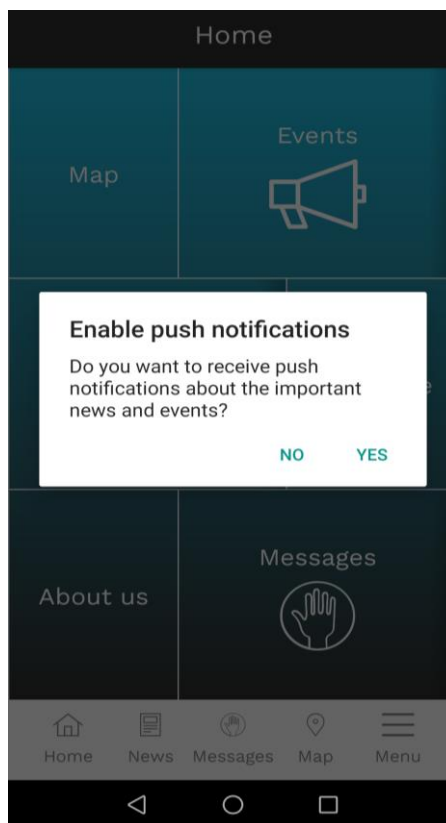 Home
Events
Map
Enable push notifications
Do you want to receive push
notifications about the important
news and events?
NO YES
Messages
About us
Home News Messages Map Menu